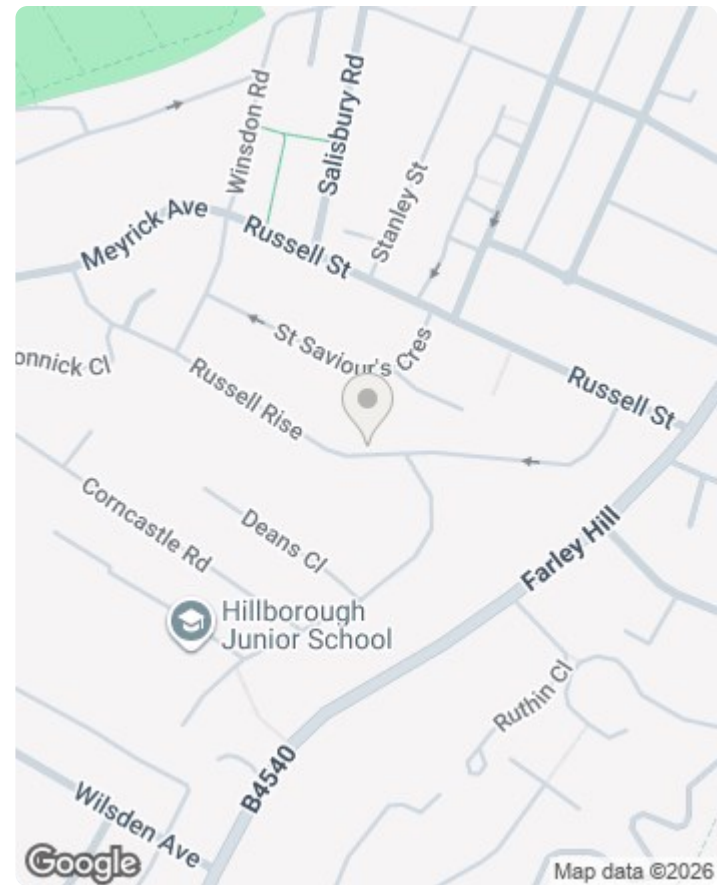 Winsdon Rd
Salisbury Rd
Stanley St
Meyrick Ave
Russell St
St Saviour's Cres
onnick Cl
Russell Rise
Russell St
Corncastle Rd
Deans Cl
Farley Hill
Hillborough
Junior School
Ruthin Cl
B4540
Wilsden Ave
Google
Map data ©2026